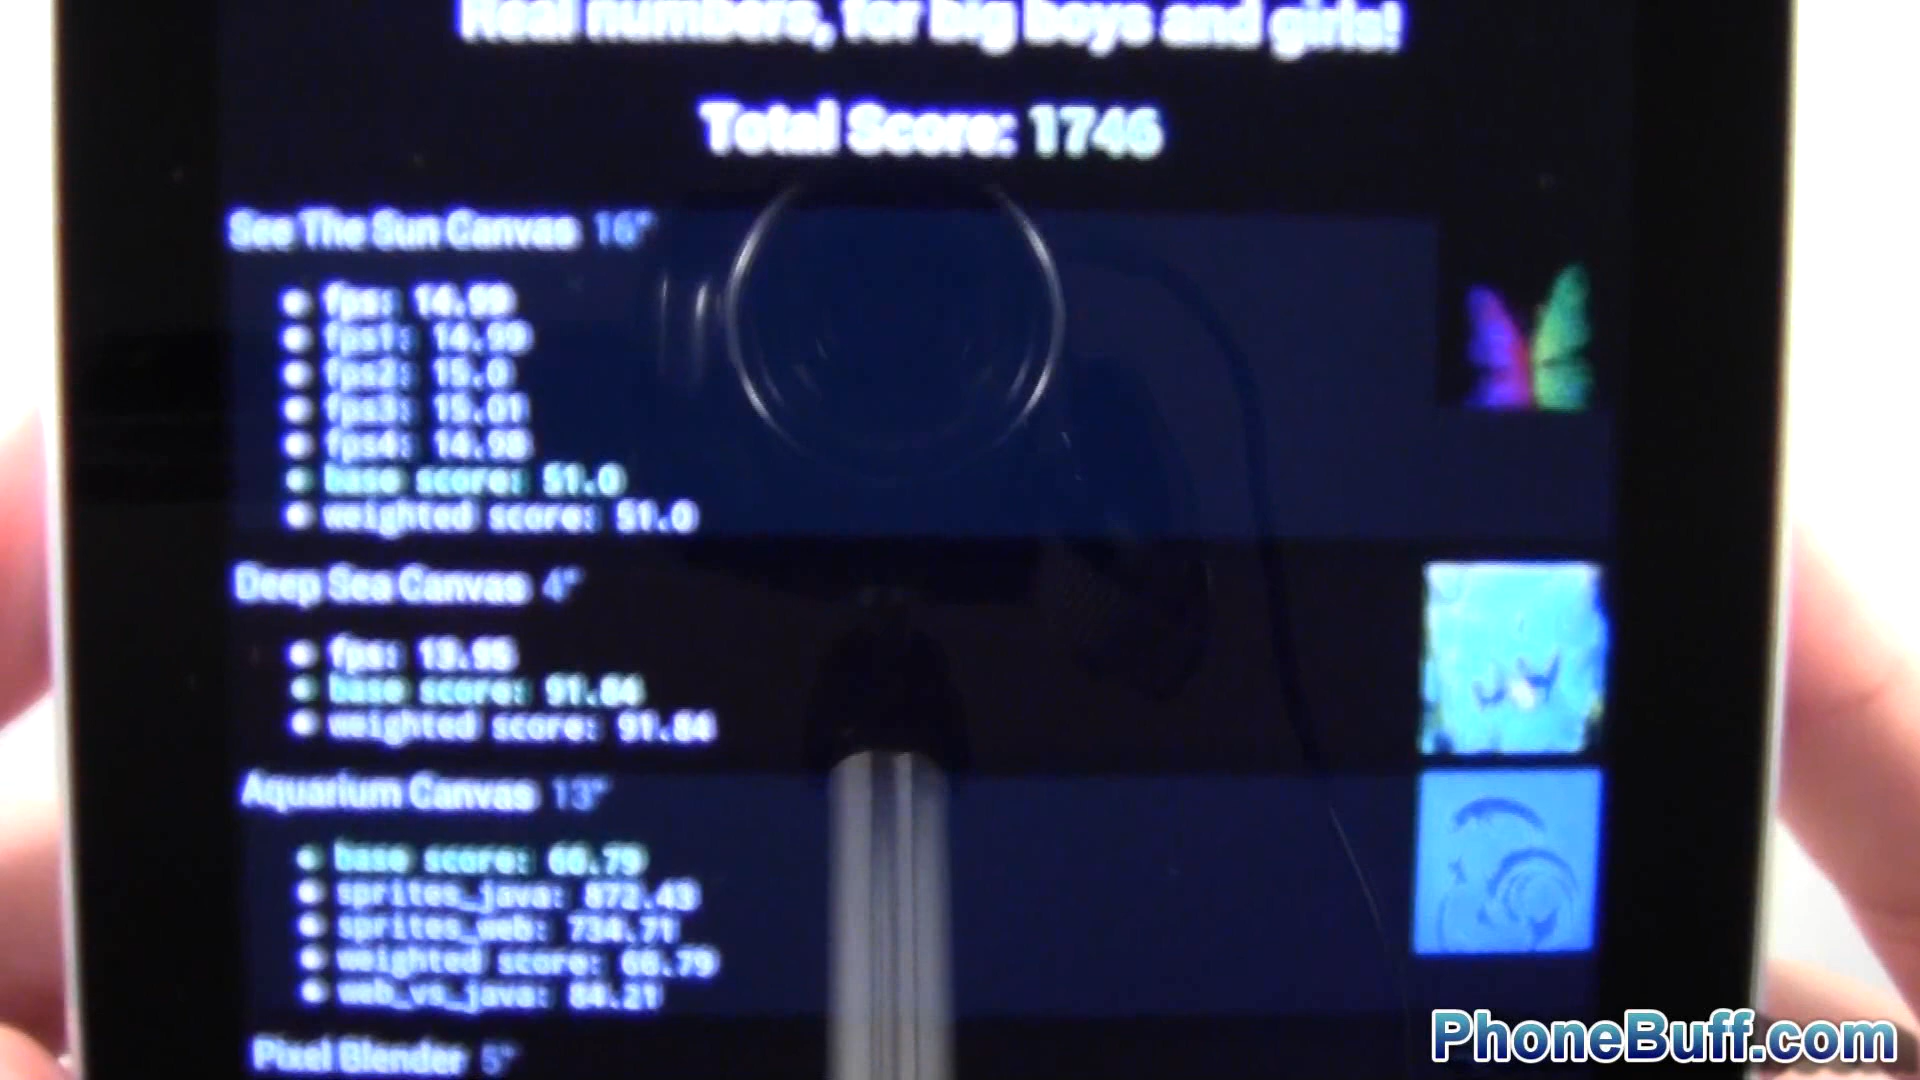 Real numbers, for big boys and girls!
Total Score: 1746
See The Sun Canvas 16"
fps: 14.99
fps1: 14.99
fps2: 15.0
fps3: 15.01
fps4: 14.98
base score: 51.0
weighted score: 51.0
Deep Sea Canvas 4"
fps: 13.95
base score: 91.84
weighted score: 91.84
Aquarium Canvas 13"
base score: 66.79
sprites_java: 872.43
sprites_web: 734.71
weighted score: 66.79
web_vs_java: 84.21
Pixel Blender 5"
PhoneBuff.com